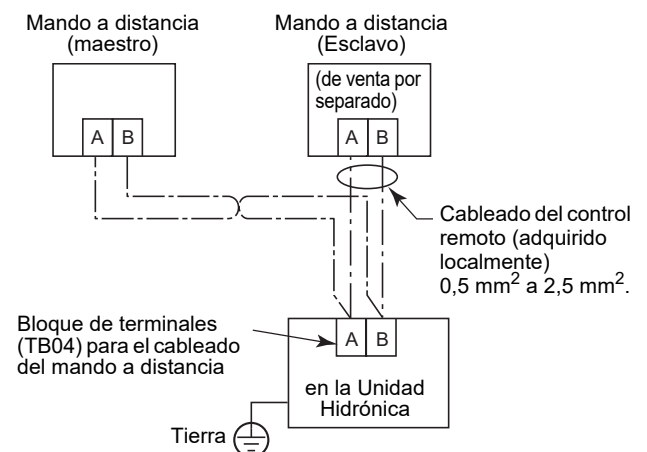 Mando a distancia
(maestro)
Mando a distancia
(Esclavo)
(de venta por
separado)
A B
A B
Cableado del control
remoto (adquirido
localmente)
0,5 mm² a 2,5 mm².
Bloque de terminales
(TB04) para el cableado
del mando a distancia
A B
en la Unidad
Hidrónica
Tierra